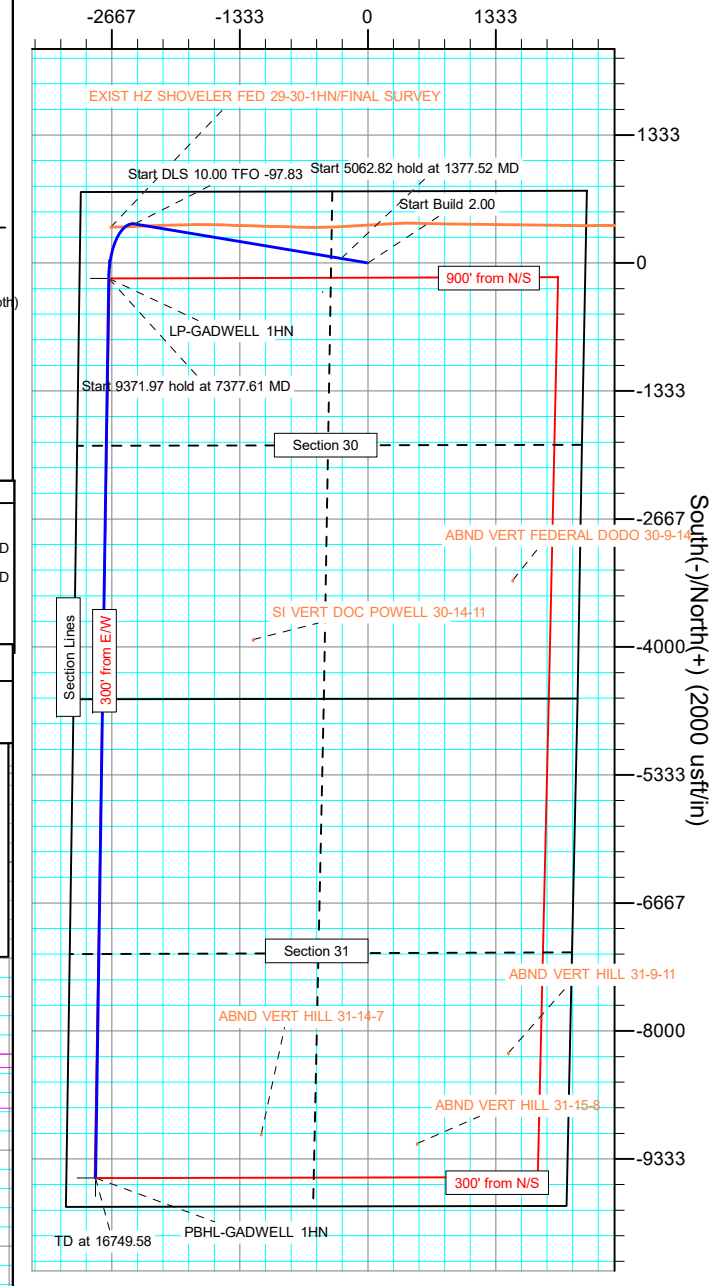 -2667 -1333 0 1333
EXIST HZ SHOVELER FED 29-30-1HN/FINAL SURVEY
1333
Start DLS 10.00 TFO -97.83
Start 5062.82 hold at 1377.52 MD
Start Build 2.00
0
900' from N/S
oth)
LP-GADWELL 1HN
Start 9371.97 hold at 7377.61 MD
-1333
Section 30
-2667
ABND VERT FEDERAL DODO 30-9-14
D
D
SI VERT DOC POWELL 30-14-11
-4000
Section Lines
300' from E/W
South(-)/North(+) (2000 usft/in)
-5333
-6667
Section 31
ABND VERT HILL 31-9-11
ABND VERT HILL 31-14-7
-8000
ABND VERT HILL 31-15-8
-9333
300' from N/S
PBHL-GADWELL 1HN
TD at 16749.58